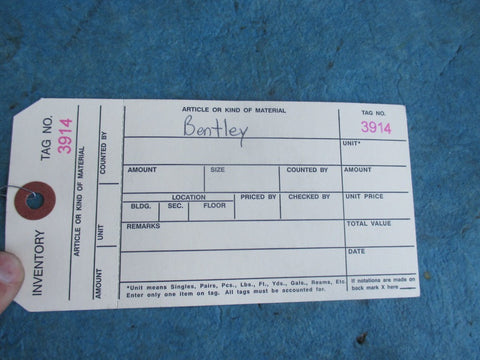 INVENTORY
TAG NO.
3914
ARTICLE OR KIND OF MATERIAL
AMOUNT
UNIT
COUNTED BY
ARTICLE OR KIND OF MATERIAL
Bentley
TAG NO.
3914
UNIT*
AMOUNT SIZE COUNTED BY AMOUNT
LOCATION PRICED BY CHECKED BY UNIT PRICE
BLDG. SEC. FLOOR
REMARKS TOTAL VALUE
DATE
*Unit means Singles, Pairs, Pcs., Lbs., Ft., Yds., Gals., Reams, Etc.
Enter only one item on tag. All tags must be accounted for.
If notations are made on
back mark X here